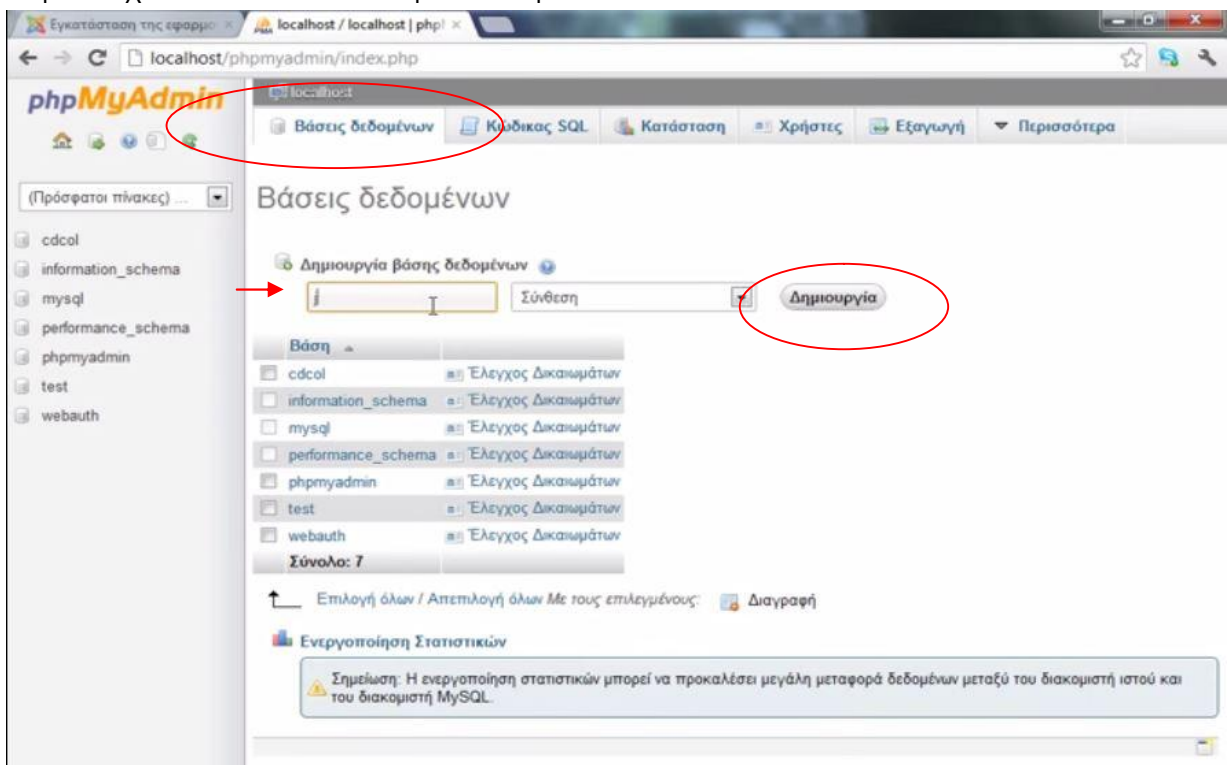 Εγκατάσταση της εφαρμο
localhost / localhost | php
localhost/phpmyadmin/index.php
phpMyAdmin
localhost
Βάσεις δεδομένων Κώδικας SQL Κατάσταση Χρήστες Εξαγωγή Περισσότερα
(Πρόσφατοι πίνακες) ...
cdcol
information_schema
mysql
performance_schema
phpmyadmin
test
webauth
Βάσεις δεδομένων
Δημιουργία βάσης δεδομένων
j Σύνθεση Δημιουργία
Βάση
cdcol Έλεγχος Δικαιωμάτων
information_schema Έλεγχος Δικαιωμάτων
mysql Έλεγχος Δικαιωμάτων
performance_schema Έλεγχος Δικαιωμάτων
phpmyadmin Έλεγχος Δικαιωμάτων
test Έλεγχος Δικαιωμάτων
webauth Έλεγχος Δικαιωμάτων
Σύνολο: 7
Επιλογή όλων / Απεπιλογή όλων Με τους επιλεγμένους: Διαγραφή
Ενεργοποίηση Στατιστικών
Σημείωση: Η ενεργοποίηση στατιστικών μπορεί να προκαλέσει μεγάλη μεταφορά δεδομένων μεταξύ του διακομιστή ιστού και
του διακομιστή MySQL.